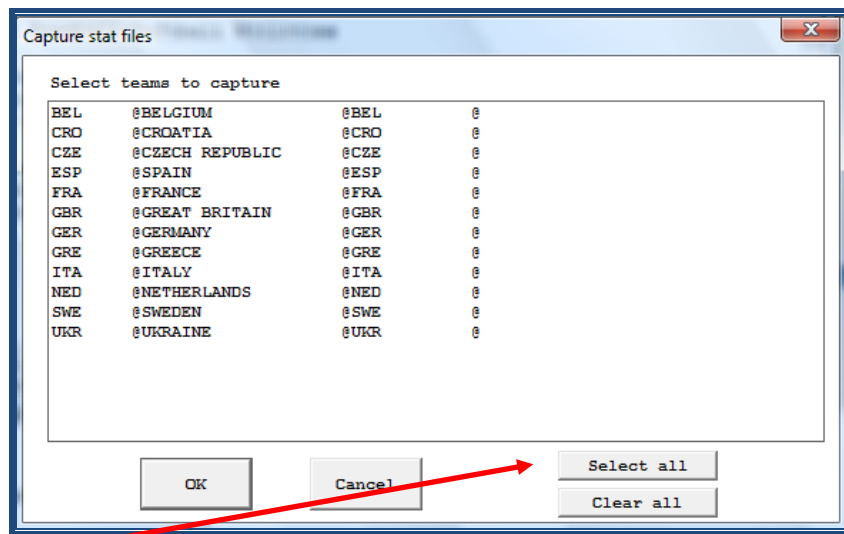 Capture stat files
X
Select teams to capture
BEL @BELGIUM @BEL @
CRO @CROATIA @CRO @
CZE @CZECH REPUBLIC @CZE @
ESP @SPAIN @ESP @
FRA @FRANCE @FRA @
GBR @GREAT BRITAIN @GBR @
GER @GERMANY @GER @
GRE @GREECE @GRE @
ITA @ITALY @ITA @
NED @NETHERLANDS @NED @
SWE @SWEDEN @SWE @
UKR @UKRAINE @UKR @
OK Cancel Select all
Clear all